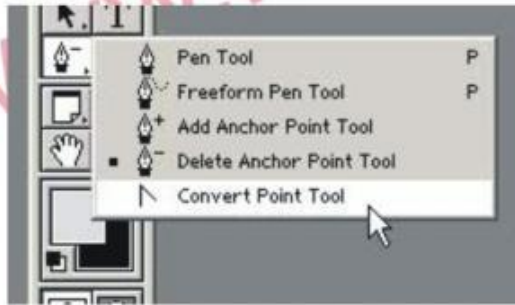 T
Pen Tool P
Freeform Pen Tool P
Add Anchor Point Tool
Delete Anchor Point Tool
Convert Point Tool